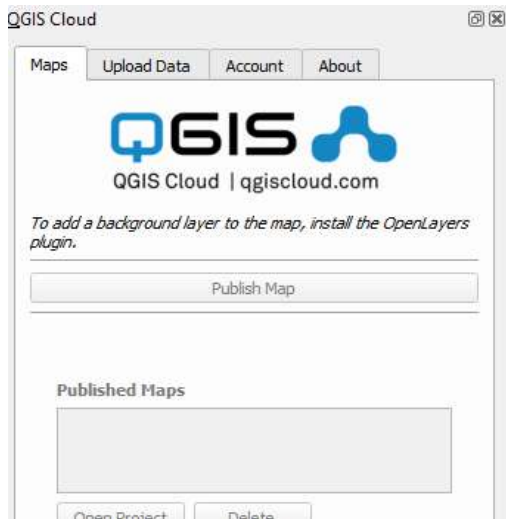 QGIS Cloud
Maps Upload Data Account About
QGIS
QGIS Cloud | qgiscloud.com
To add a background layer to the map, install the OpenLayers
plugin.
Publish Map
Published Maps
Open Project Delete